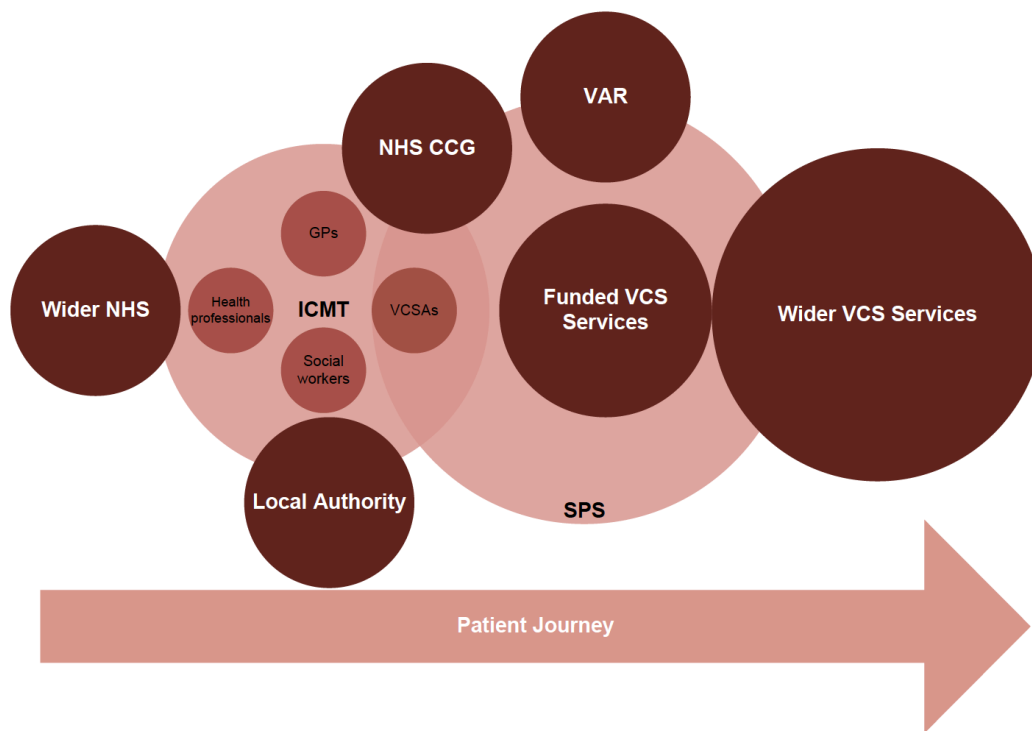 VAR
NHS CCG
GPs
Wider NHS
Health
professionals
ICMT
VCSAs
Funded VCS
Services
Wider VCS Services
Social
workers
Local Authority
SPS
Patient Journey